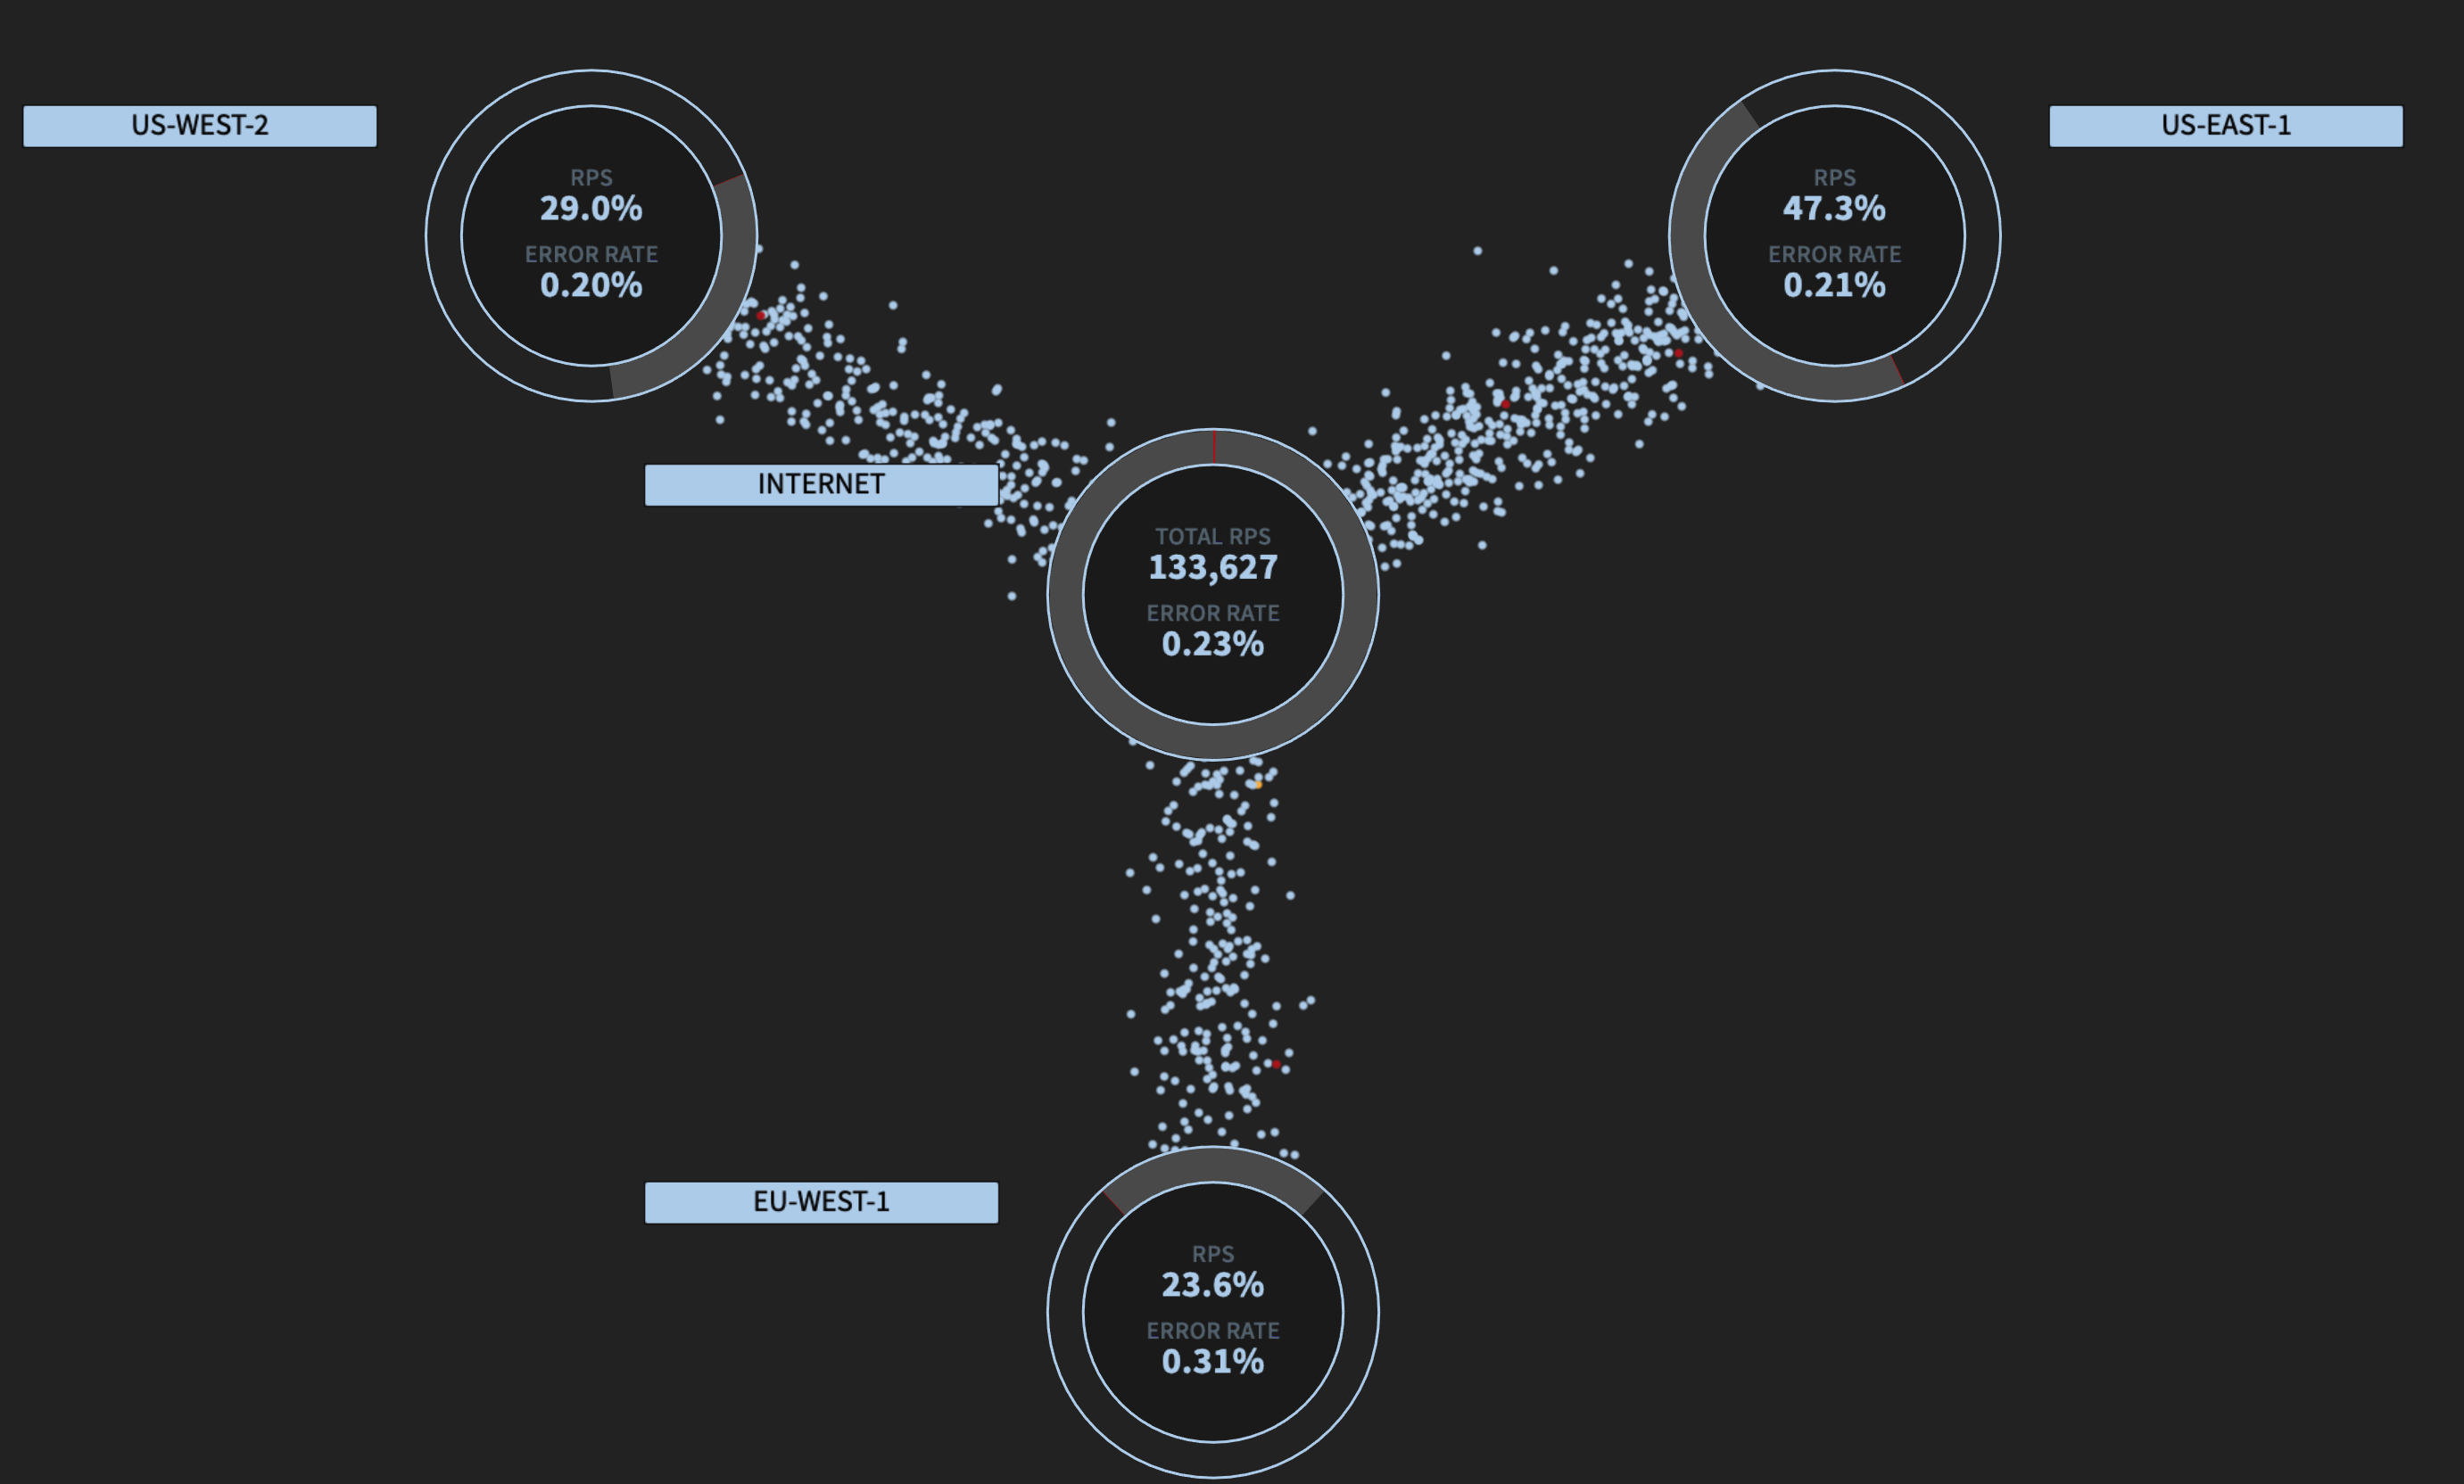 US-WEST-2
RPS
29.0%
ERROR RATE
0.20%
US-EAST-1
RPS
47.3%
ERROR RATE
0.21%
INTERNET
TOTAL RPS
133,627
ERROR RATE
0.23%
EU-WEST-1
RPS
23.6%
ERROR RATE
0.31%